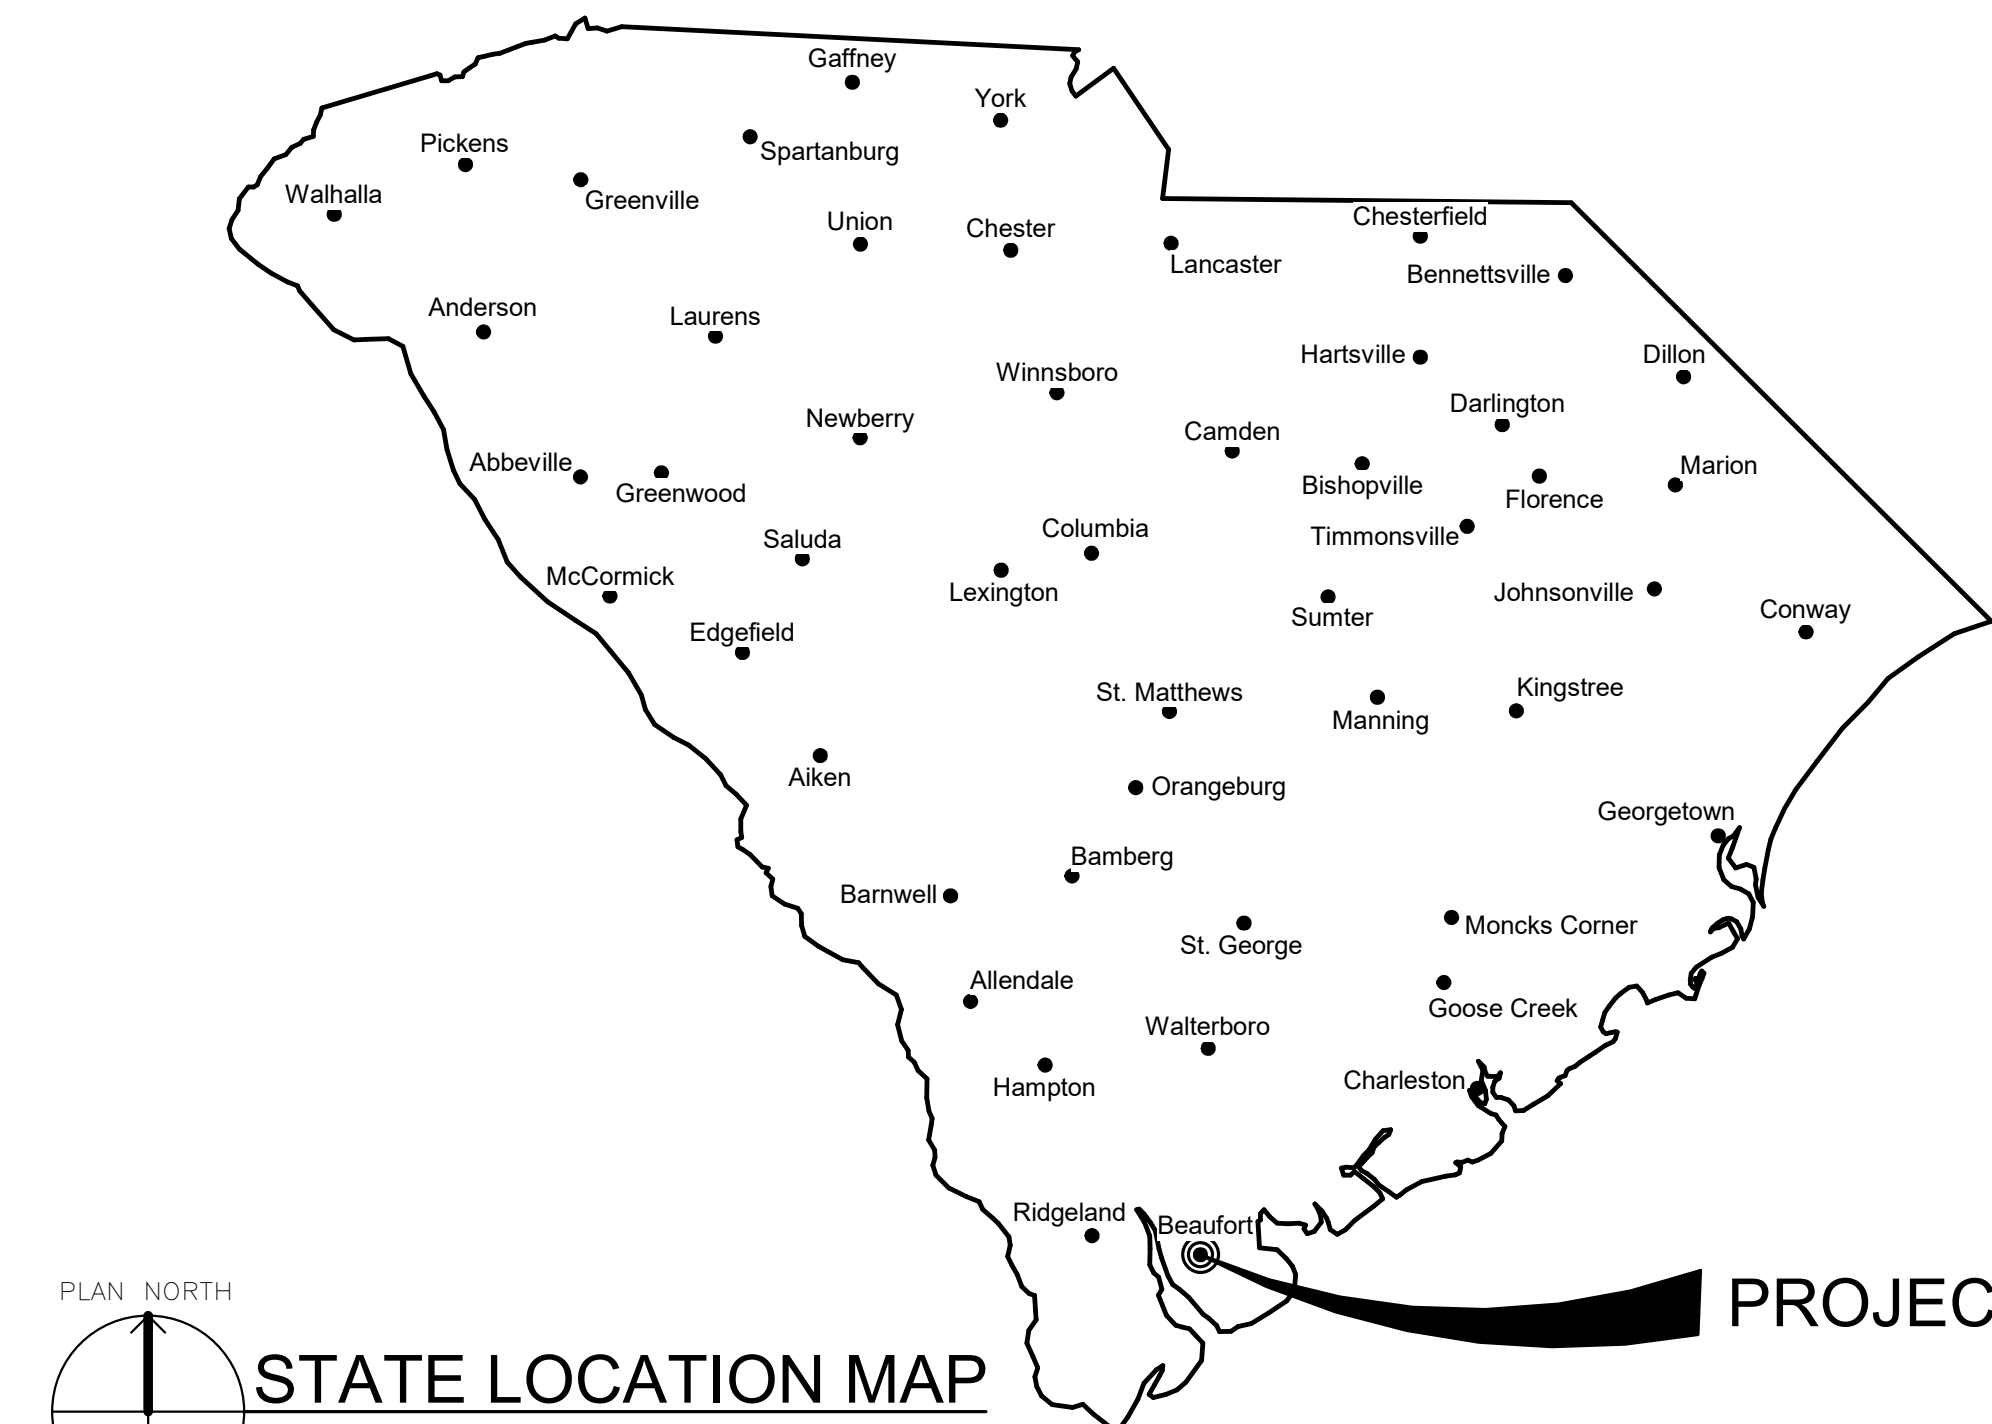 Gaffney
York
Pickens
Spartanburg
Walhalla
Greenville
Union
Chester
Chesterfield
Lancaster
Bennettsville
Anderson
Laurens
Hartsville
Dillon
Winnsboro
Darlington
Newberry
Camden
Abbeville
Marion
Greenwood
Bishopville
Florence
Columbia
Timmonsville
Saluda
McCormick
Lexington
Johnsonville
Conway
Sumter
Edgefield
St. Matthews
Kingstree
Manning
Aiken
Orangeburg
Georgetown
Bamberg
Barnwell
Moncks Corner
St. George
Allendale
Goose Creek
Walterboro
Charleston
Hampton
Ridgeland
Beaufort
PLAN NORTH
PROJEC
STATE LOCATION MAP